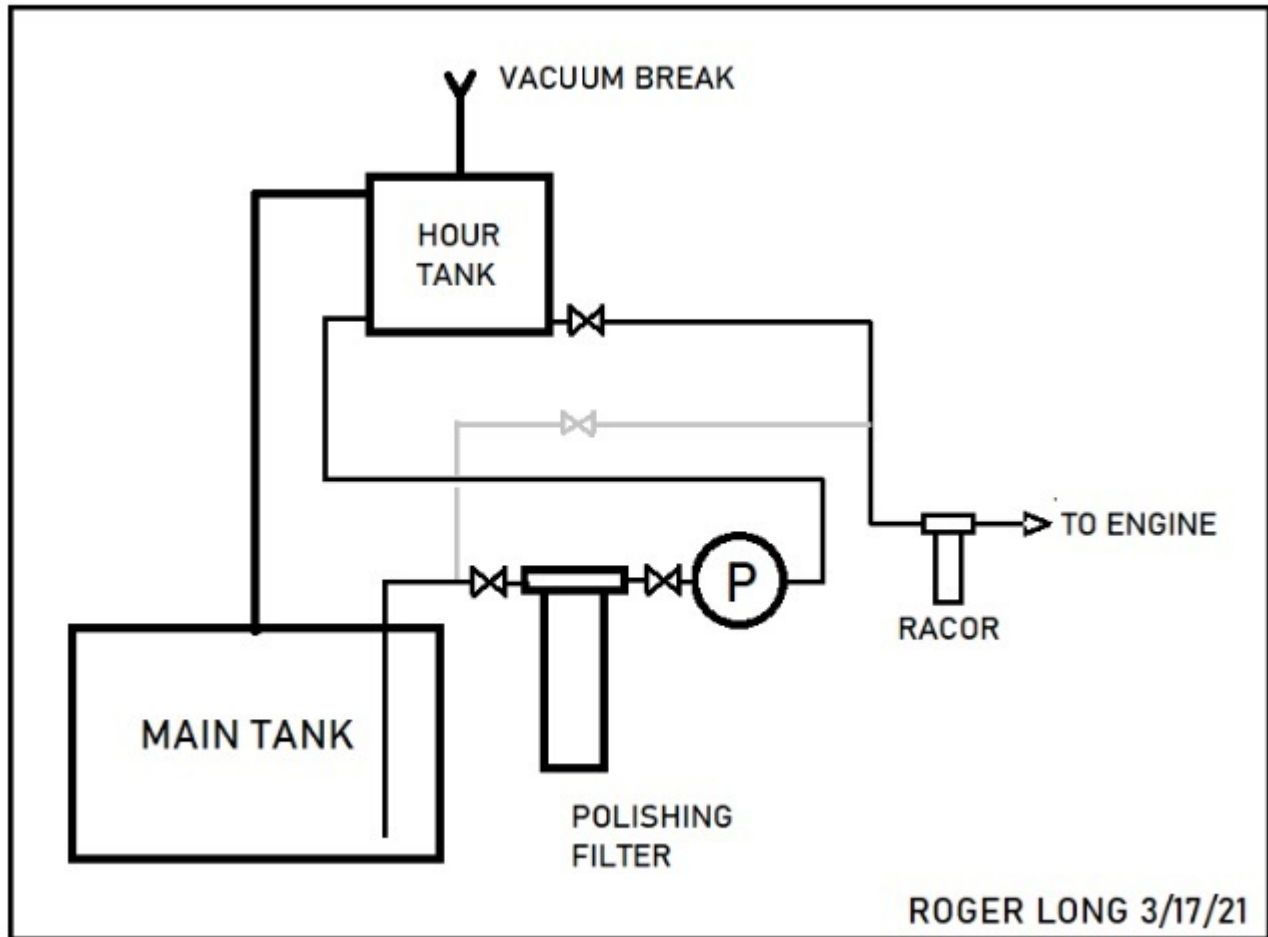 VACUUM BREAK
HOUR
TANK
P
TO ENGINE
RACOR
MAIN TANK
POLISHING
FILTER
ROGER LONG 3/17/21